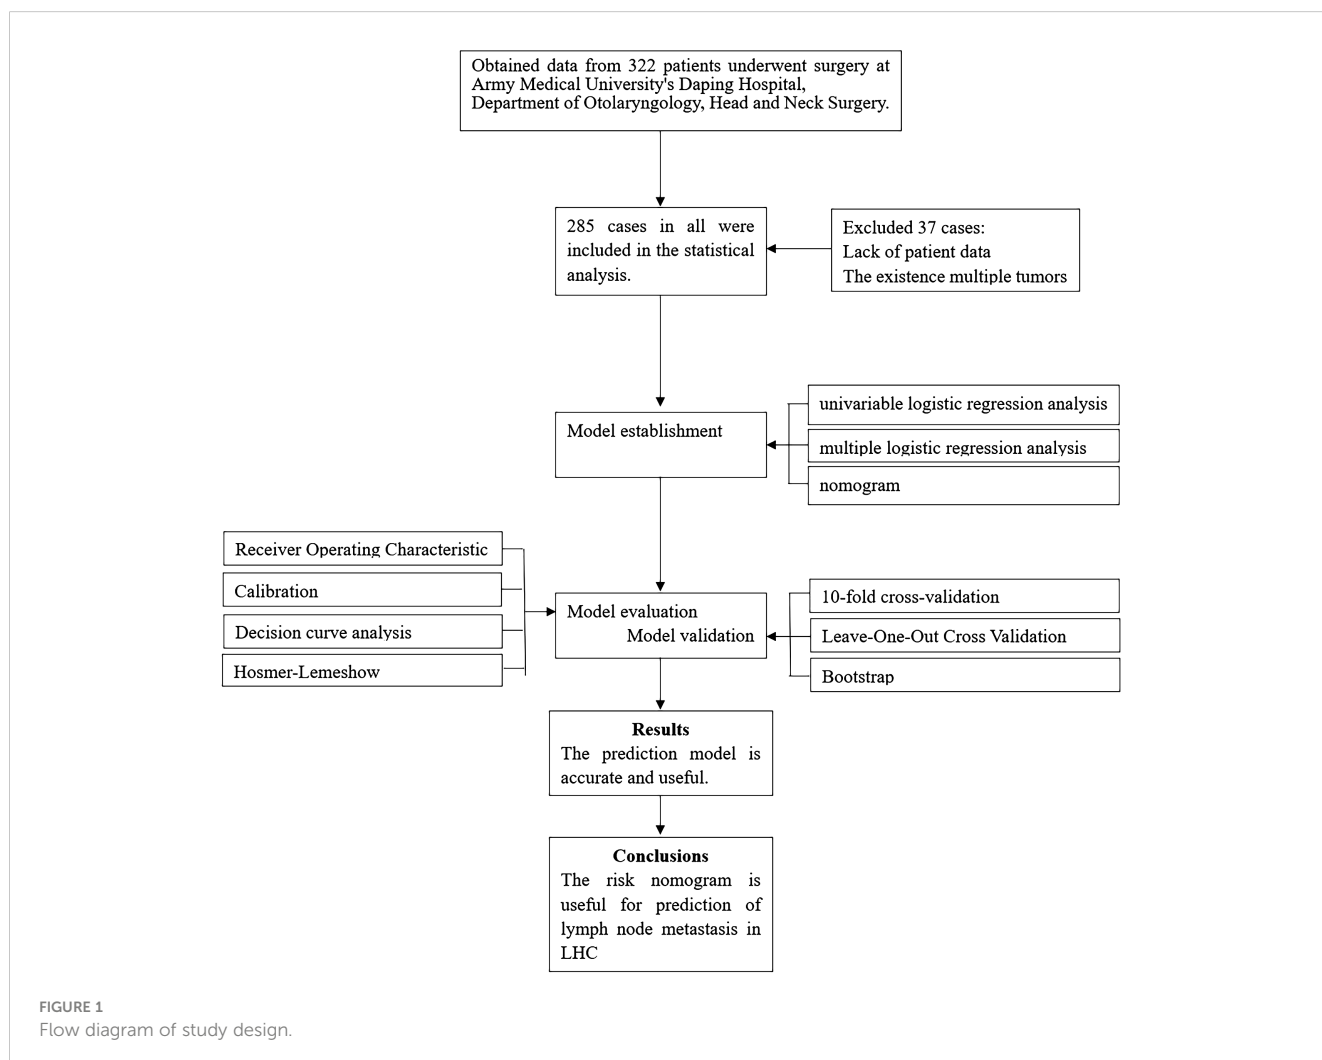 Obtained data from 322 patients underwent surgery at
Army Medical University's Daping Hospital,
Department of Otolaryngology, Head and Neck Surgery.
285 cases in all were
included in the statistical
analysis.
Excluded 37 cases:
Lack of patient data
The existence multiple tumors
Model establishment
univariable logistic regression analysis
multiple logistic regression analysis
nomogram
Receiver Operating Characteristic
Calibration
Decision curve analysis
Hosmer-Lemeshow
Model evaluation
Model validation
10-fold cross-validation
Leave-One-Out Cross Validation
Bootstrap
Results
The prediction model is
accurate and useful.
Conclusions
The risk nomogram is
useful for prediction of
lymph node metastasis in
LHC
FIGURE 1
Flow diagram of study design.